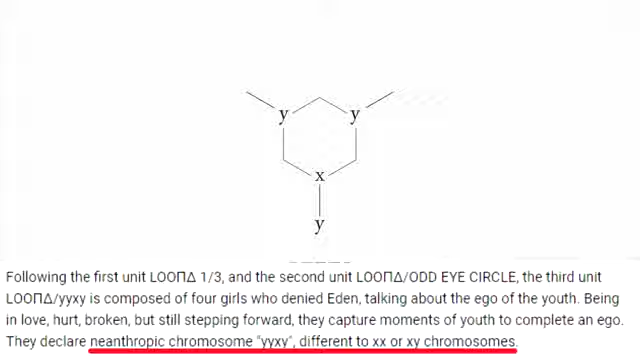 y y
x
y
Following the first unit LOOΠΔ 1/3, and the second unit LOOΠΔ/ODD EYE CIRCLE, the third unit
LOOΠΔ/yyxy is composed of four girls who denied Eden, talking about the ego of the youth. Being
in love, hurt, broken, but still stepping forward, they capture moments of youth to complete an ego.
They declare neanthropic chromosome "yyxy", different to xx or xy chromosomes.